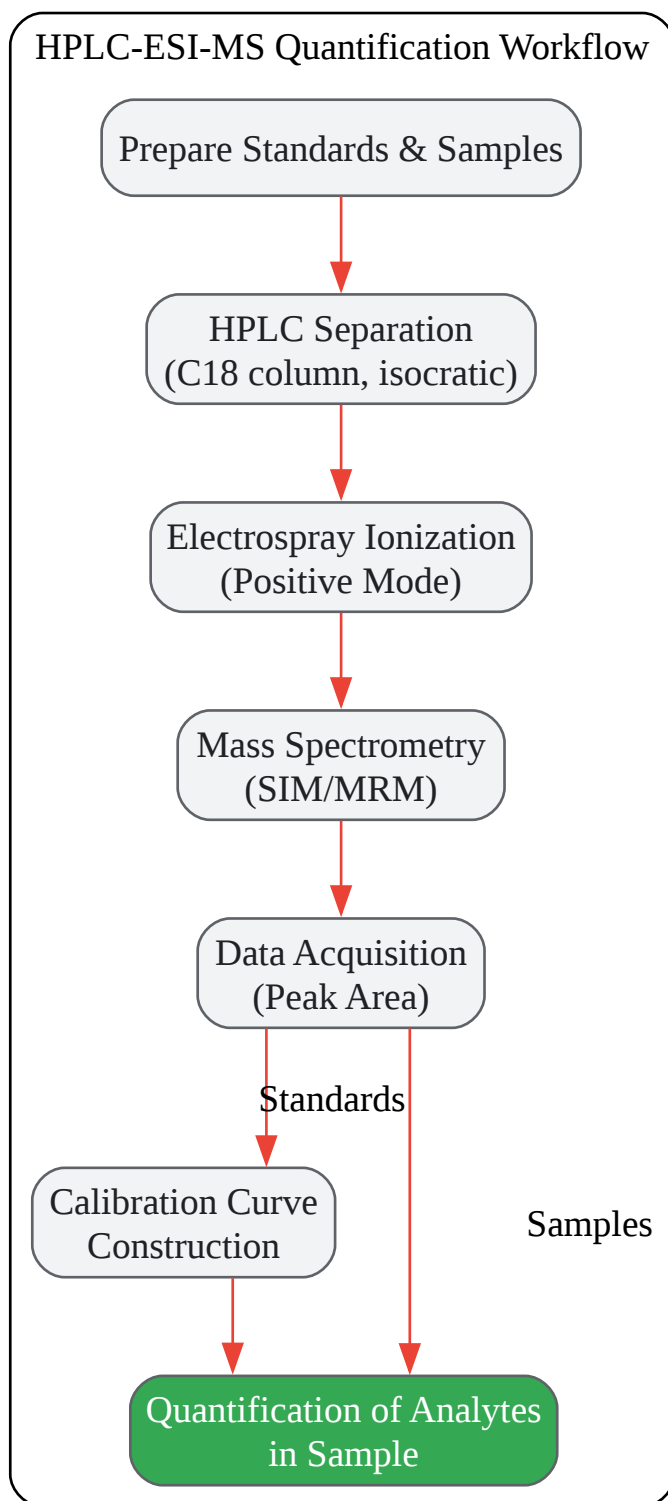 HPLC-ESI-MS Quantification Workflow
Prepare Standards & Samples
HPLC Separation
(C18 column, isocratic)
Electrospray Ionization
(Positive Mode)
Mass Spectrometry
(SIM/MRM)
Data Acquisition
(Peak Area)
Standards
Calibration Curve
Construction
Samples
Quantification of Analytes
in Sample